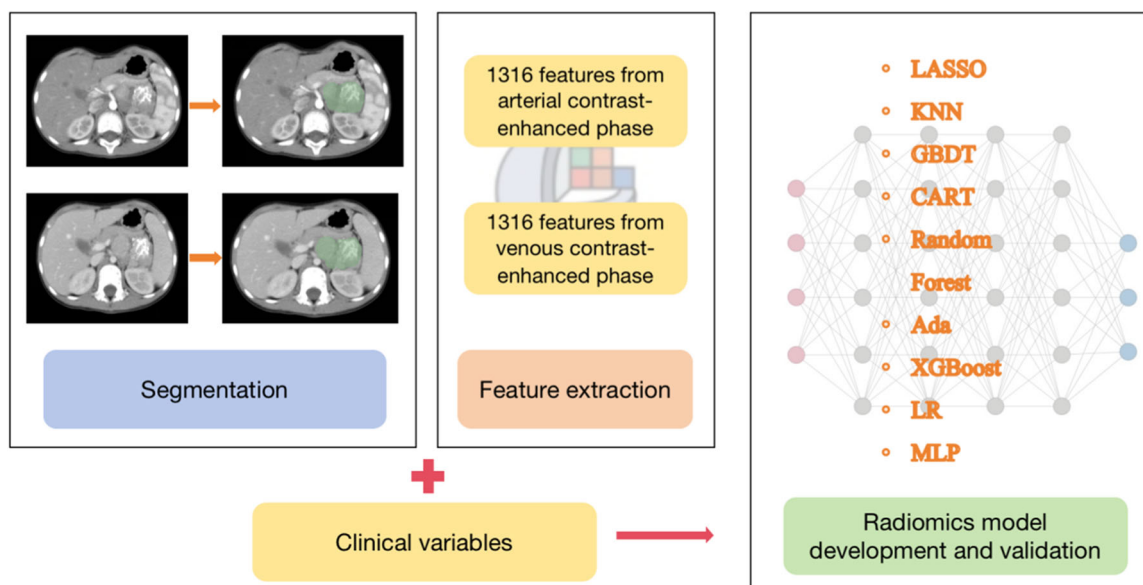 1316 features from
arterial contrast-
enhanced phase
1316 features from
venous contrast-
enhanced phase
Segmentation
Feature extraction
LASSO
KNN
GBDT
CART
Random
Forest
Ada
XGBoost
LR
MLP
Clinical variables
Radiomics model
development and validation